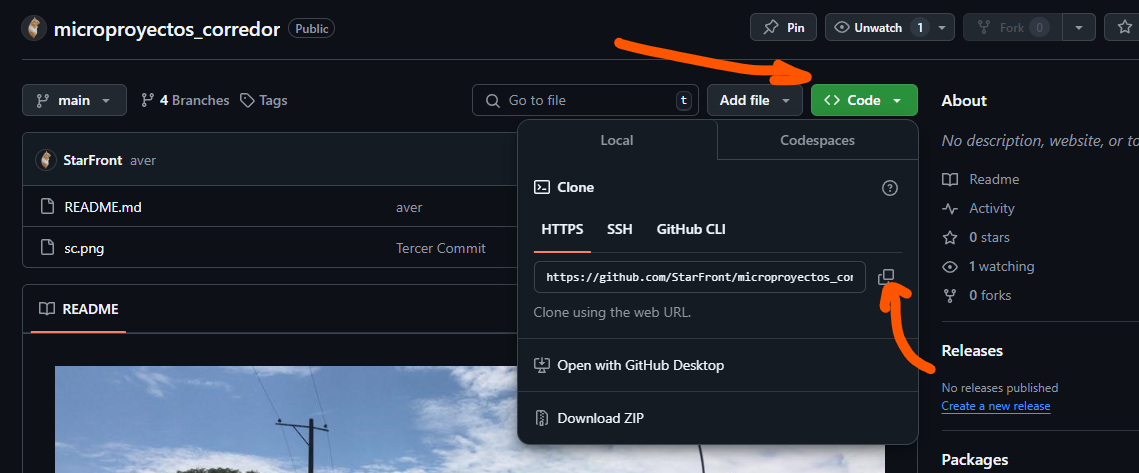 microproyectos_corredor Public
Pin
Unwatch 1
Fork 0
main
4 Branches
Tags
Go to file t
Add file
Code
About
No description, website, or to
StarFront aver
README.md aver
sc.png Tercer Commit
README
Local
Codespaces
Clone
HTTPS SSH GitHub CLI
https://github.com/StarFront/microproyectos_cor
Clone using the web URL.
Open with GitHub Desktop
Download ZIP
Readme
Activity
0 stars
1 watching
0 forks
Releases
No releases published
Create a new release
Packages